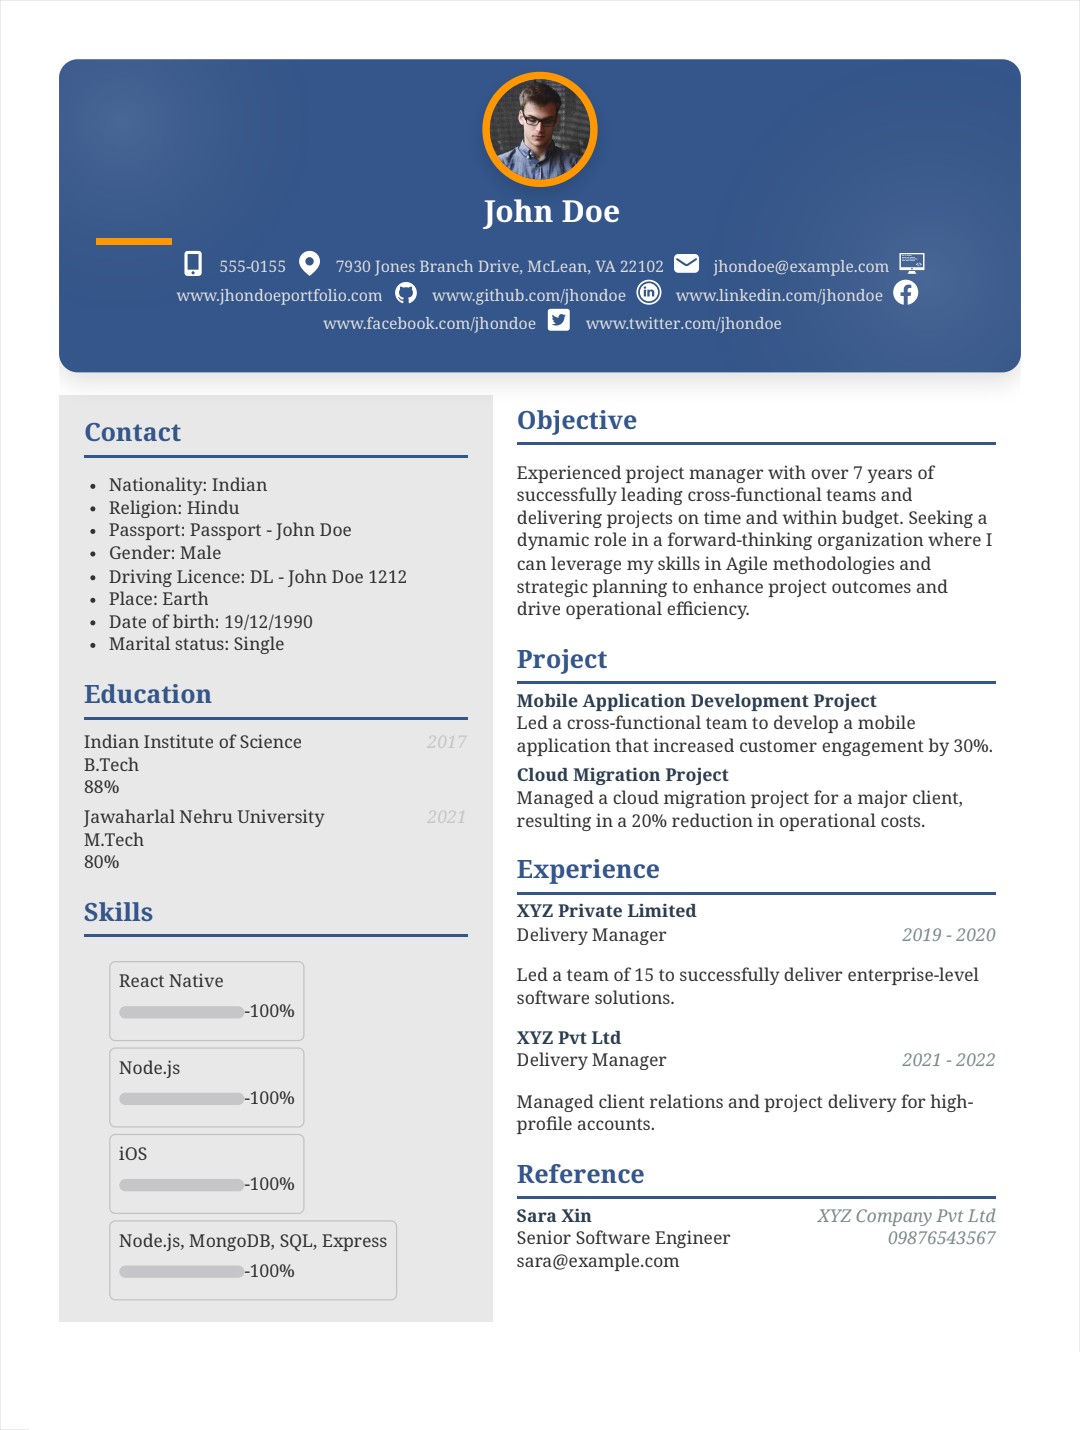 John Doe
555-0155 7930 Jones Branch Drive, McLean, VA 22102 jhondoe@example.com
www.jhondoeportfolio.com www.github.com/jhondoe www.linkedin.com/jhondoe
www.facebook.com/jhondoe www.twitter.com/jhondoe
Contact
• Nationality: Indian
• Religion: Hindu
• Passport: Passport - John Doe
• Gender: Male
• Driving Licence: DL - John Doe 1212
• Place: Earth
• Date of birth: 19/12/1990
• Marital status: Single
Education
Indian Institute of Science 2017
B.Tech
88%
Jawaharlal Nehru University 2021
M.Tech
80%
Skills
React Native
-100%
Node.js
-100%
iOS
-100%
Node.js, MongoDB, SQL, Express
-100%
Objective
Experienced project manager with over 7 years of
successfully leading cross-functional teams and
delivering projects on time and within budget. Seeking a
dynamic role in a forward-thinking organization where I
can leverage my skills in Agile methodologies and
strategic planning to enhance project outcomes and
drive operational efficiency.
Project
Mobile Application Development Project
Led a cross-functional team to develop a mobile
application that increased customer engagement by 30%.
Cloud Migration Project
Managed a cloud migration project for a major client,
resulting in a 20% reduction in operational costs.
Experience
XYZ Private Limited
Delivery Manager 2019 - 2020
Led a team of 15 to successfully deliver enterprise-level
software solutions.
XYZ Pvt Ltd
Delivery Manager 2021 - 2022
Managed client relations and project delivery for high-
profile accounts.
Reference
Sara Xin XYZ Company Pvt Ltd
Senior Software Engineer 09876543567
sara@example.com